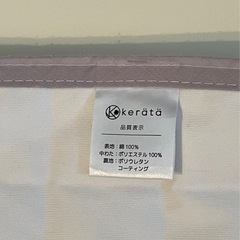 kerätä
品質表示
表地：綿100%
中わた：ポリエステル100%
裏地：ポリウレタン
コーティング